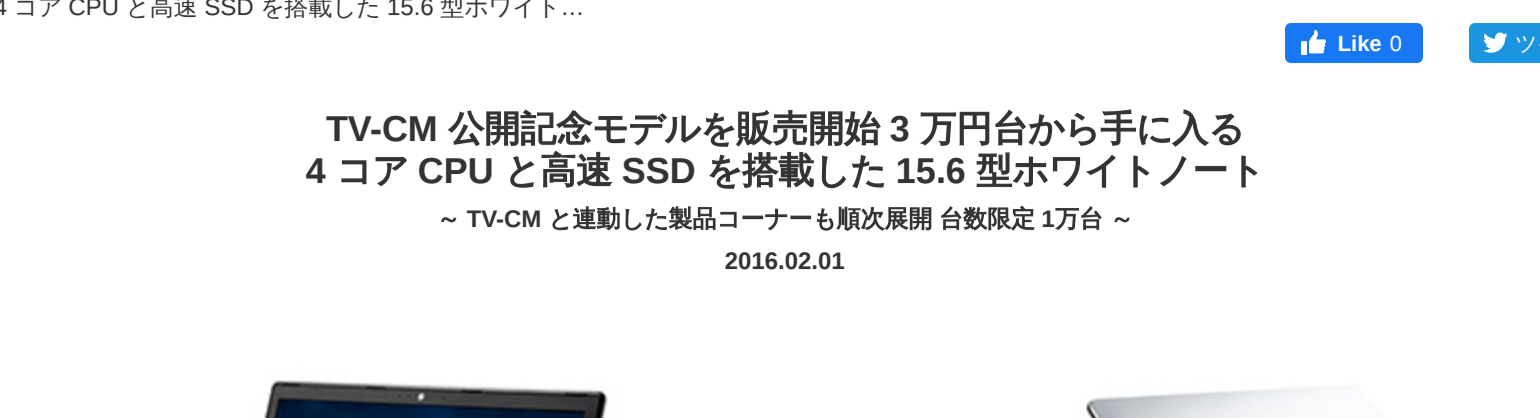 4 コア CPU と高速 SSD を搭載した 15.6 型ホワイト…
Like 0
ツ
TV-CM 公開記念モデルを販売開始 3 万円台から手に入る
4 コア CPU と高速 SSD を搭載した 15.6 型ホワイトノート
～ TV-CM と連動した製品コーナーも順次展開 台数限定 1万台 ～
2016.02.01